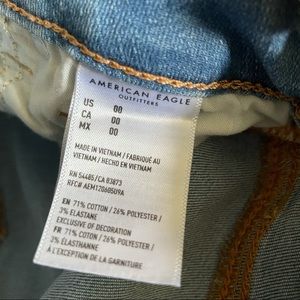 AMERICAN EAGLE
OUTFITTERS
US 00
CA 00
MX 00
MADE IN VIETNAM / FABRIQUÉ AU
VIETNAM / HECHO EN VIETNAM
RN 54485/CA 83873
RFC# AEM12060509A
EN 71% COTTON / 26% POLYESTER /
3% ELASTANE
EXCLUSIVE OF DECORATION
FR 71% COTON / 26% POLYESTER /
3% ÉLASTHANNE
À L'EXCEPTION DE LA GARNITURE